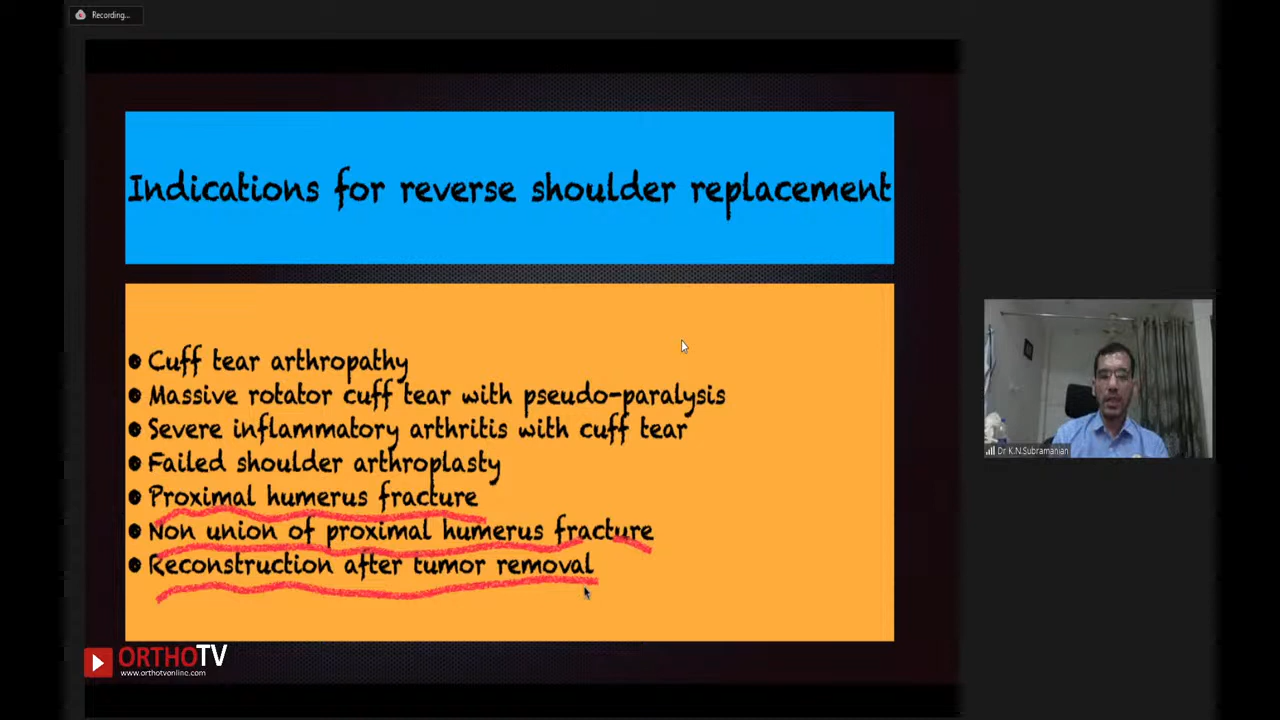 Recording...
Indications for reverse shoulder replacement
• Cuff tear arthropathy
• Massive rotator cuff tear with pseudo-paralysis
• Severe inflammatory arthritis with cuff tear
• Failed shoulder arthroplasty
• Proximal humerus fracture
• Non union of proximal humerus fracture
• Reconstruction after tumor removal
Dr K.N.Subramanian
ORTHOTV
www.orthotvonline.com